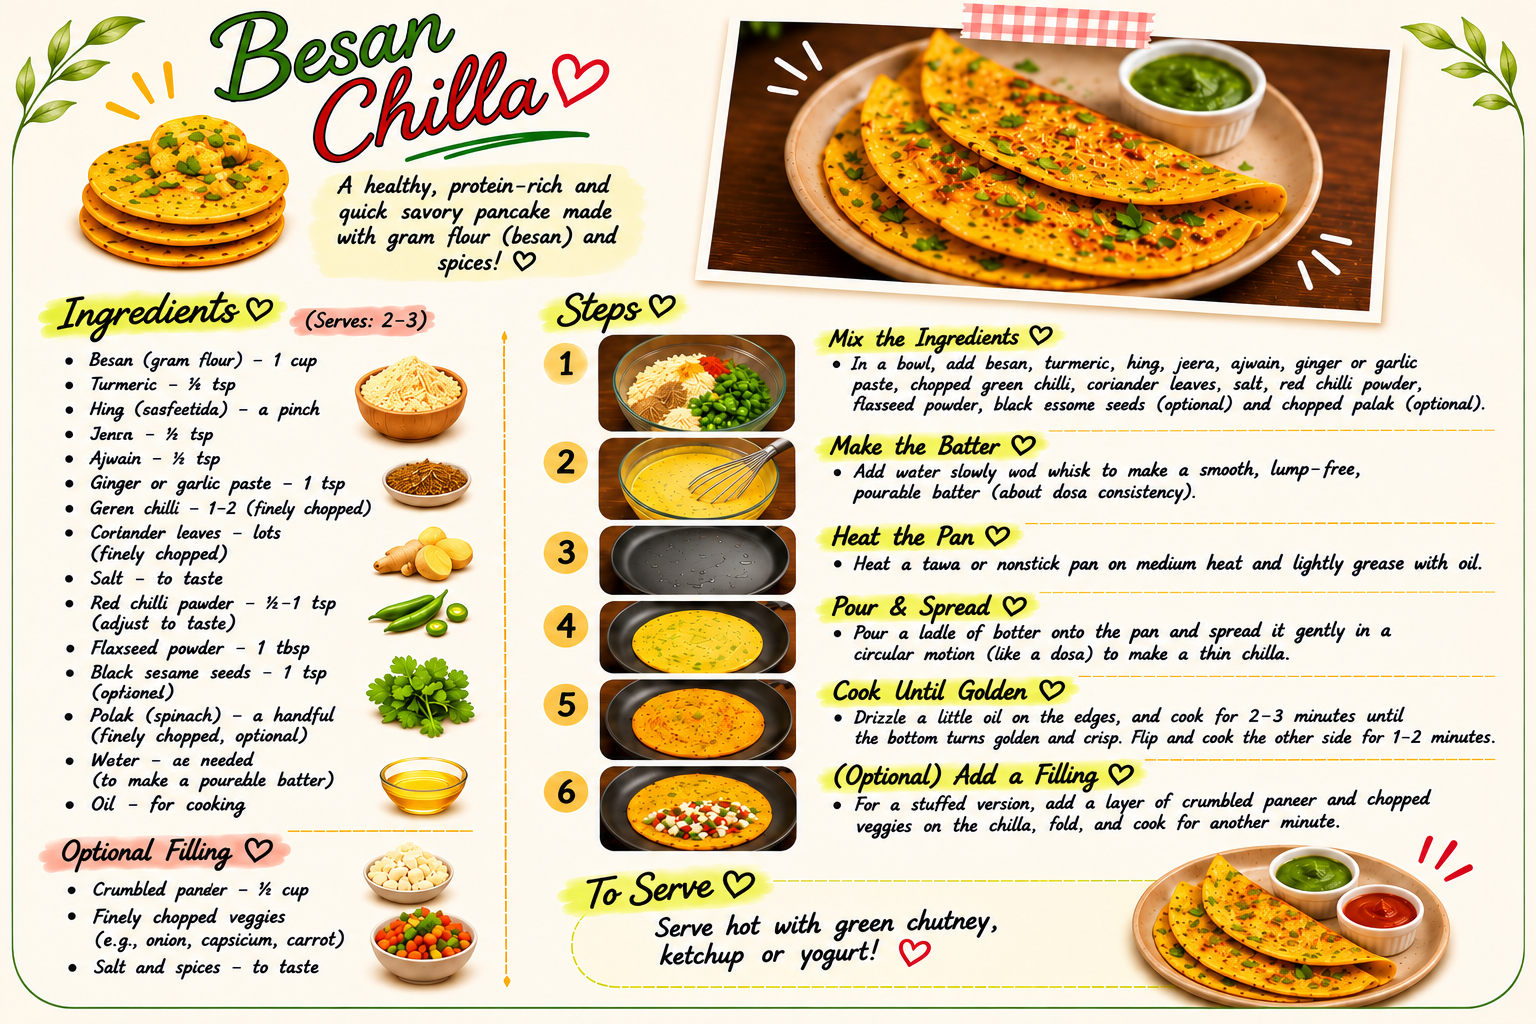 Besan
Chilla
A healthy, protein-rich and
quick savory pancake made
with gram flour (besan) and
spices!
Ingredients
(Serves: 2-3)
• Besan (gram flour) – 1 cup
• Turmeric – ½ tsp
• Hing (sasfeetida) – a pinch
• Jenra – ½ tsp
• Ajwain – ½ tsp
• Ginger or garlic paste – 1 tsp
• Geren chilli – 1-2 (finely chopped)
• Coriander leaves – lots
(finely chopped)
• Salt – to taste
• Red chilli pawder – ½-1 tsp
(adjust to taste)
• Flaxseed powder – 1 tbsp
• Black sesame seeds – 1 tsp
(optional)
• Polak (spinach) – a handful
(finely chopped, optional)
• Weter – ae needed
(to make a poureble batter)
• Oil – for cooking
Optional Filling
• Crumbled pander – ½ cup
• Finely chopped veggies
(e.g., onion, capsicum, carrot)
• Salt and spices – to taste
Steps
1
Mix the Ingredients
• In a bowl, add besan, turmeric, hing, jeera, ajwain, ginger or garlic
paste, chopped green chilli, coriander leaves, salt, red chilli powder,
flasseed powder, black essome seeds (optional) and chopped palak (optional).
2
Make the Batter
• Add water slowly wod whisk to make a smooth, lump-free,
pourable batter (about dosa consistency).
3
Heat the Pan
• Heat a tawa or nonstick pan on medium heat and lightly grease with oil.
4
Pour & Spread
• Pour a ladle of botter onto the pan and spread it gently in a
circular motion (like a dosa) to make a thin chilla.
5
Cook Until Golden
• Drizzle a little oil on the edges, and cook for 2-3 minutes until
the bottom turns golden and crisp. Flip and cook the other side for 1-2 minutes.
6
(Optional) Add a Filling
• For a stuffed version, add a layer of crumbled paneer and chopped
veggies on the chilla, fold, and cook for another minute.
To Serve
Serve hot with green chutney,
ketchup or yogurt!